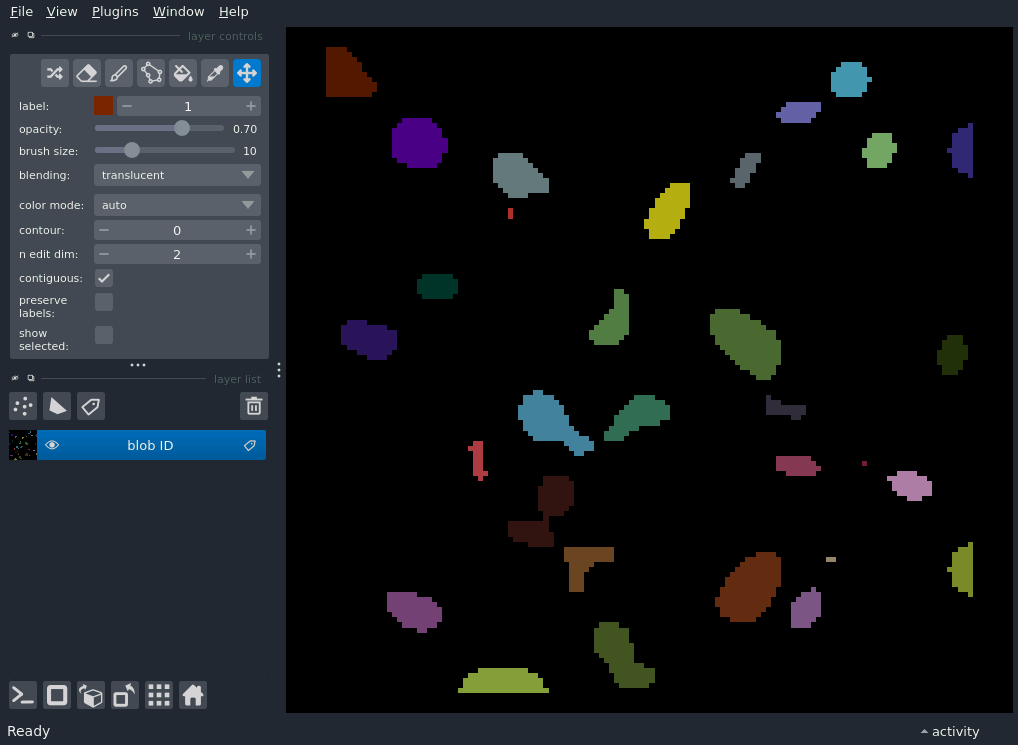 File View Plugins Window Help
layer controls
label: 1
opacity: 0.70
brush size: 10
blending: translucent
color mode: auto
contour: 0
n edit dim: 2
contiguous:
preserve
labels:
show
selected:
layer list
blob ID
Ready
activity